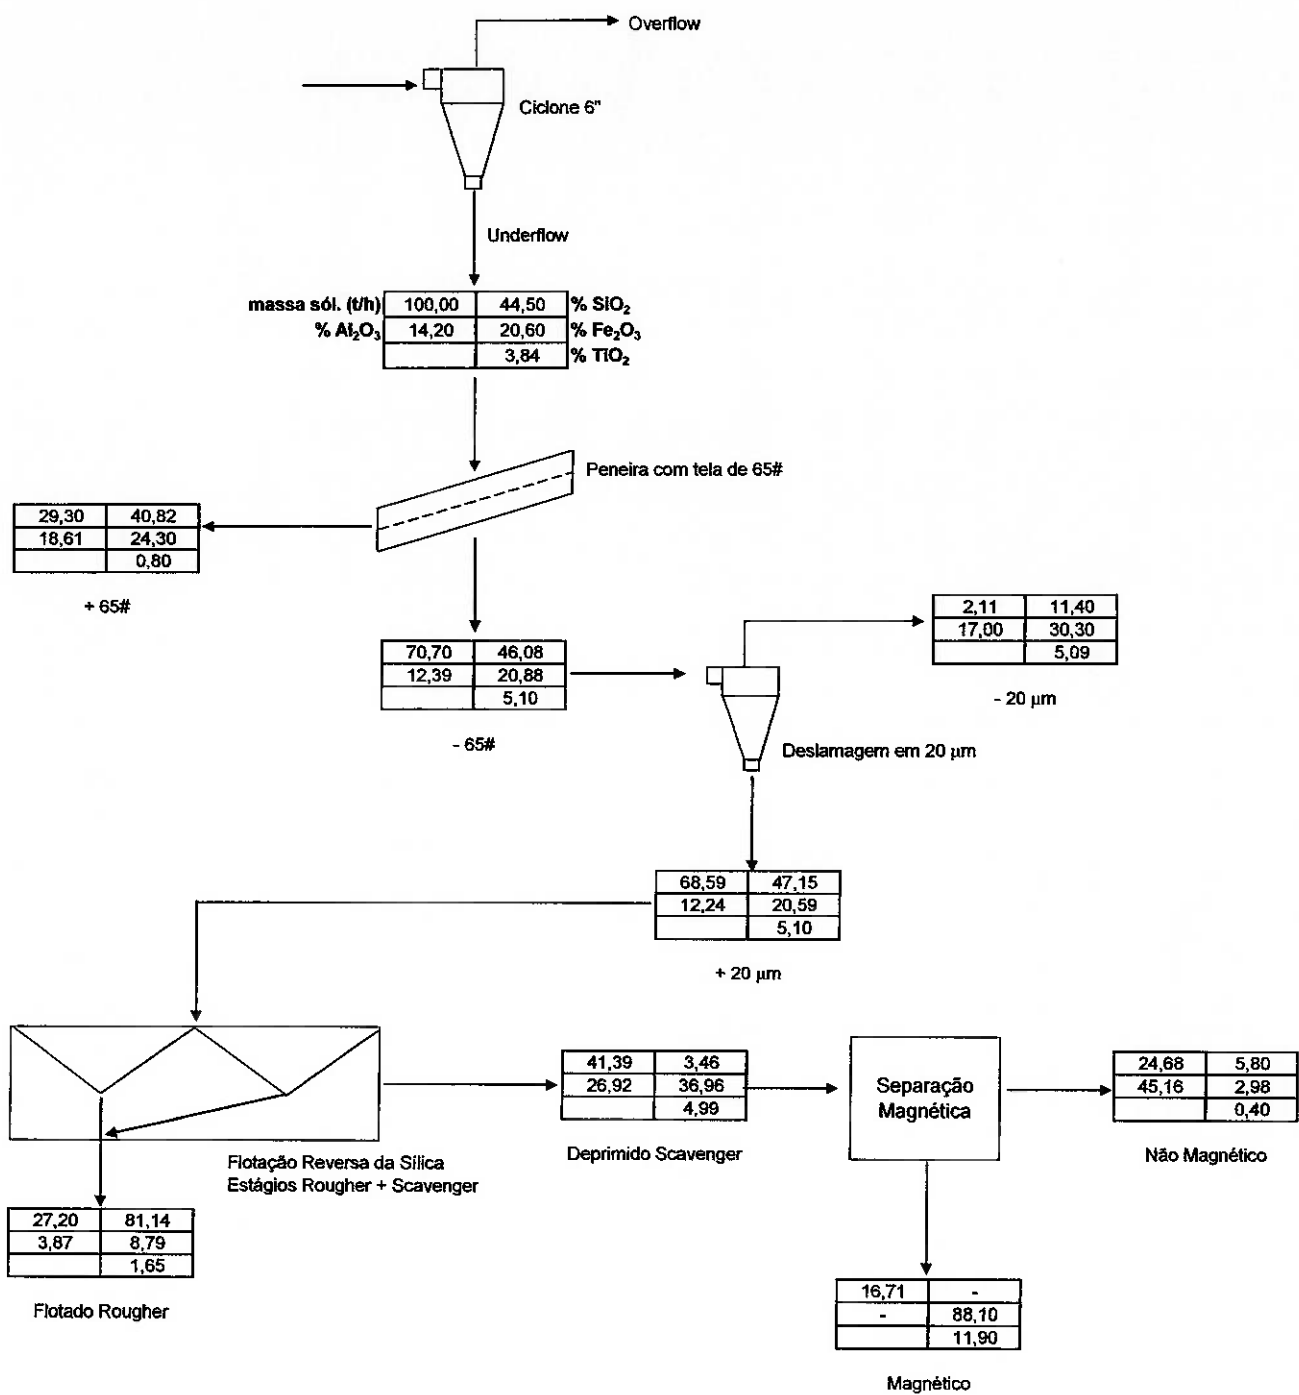 Overflow
Ciclone 6"
Underflow
massa sól. (t/h) 100,00 44,50 % SiO₂
% Al₂O₃ 14,20 20,60 % Fe₂O₃
3,84 % TiO₂
Peneira com tela de 65#
29,30 40,82
18,61 24,30
0,80
+ 65#
2,11 11,40
17,00 30,30
5,09
- 20 μm
70,70 46,08
12,39 20,88
5,10
- 65#
Deslamagem em 20 μm
68,59 47,15
12,24 20,59
5,10
+ 20 μm
41,39 3,46
26,92 36,96
4,99
Deprimido Scavenger
Separação
Magnética
24,68 5,80
45,16 2,98
0,40
Não Magnético
Flotação Reversa da Sílica
Estágios Rougher + Scavenger
27,20 81,14
3,87 8,79
1,65
Flotado Rougher
16,71 -
- 88,10
11,90
Magnético